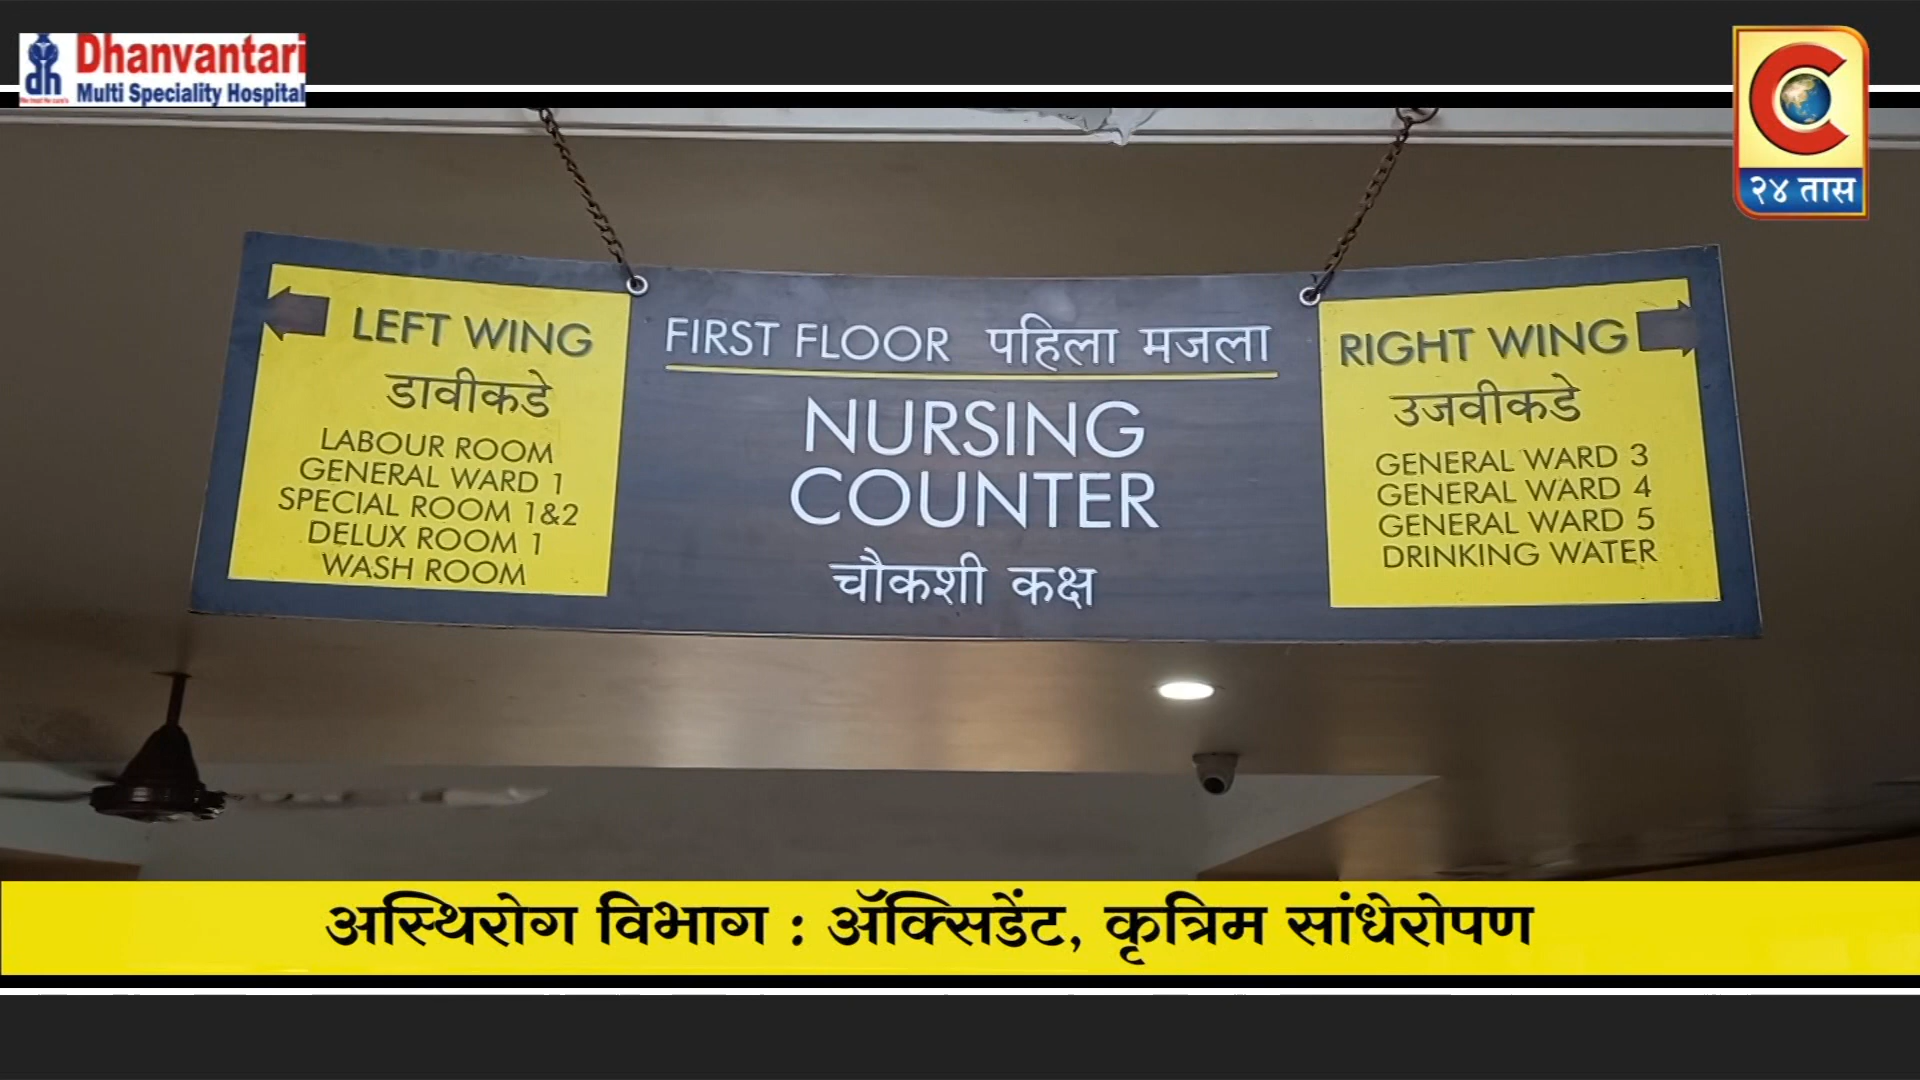 Dhanvantari
Multi Speciality Hospital
C
२४ तास
LEFT WING
डावीकडे
LABOUR ROOM
GENERAL WARD 1
SPECIAL ROOM 1&2
DELUX ROOM 1
WASH ROOM
FIRST FLOOR पहिला मजला
NURSING
COUNTER
चौकशी कक्ष
RIGHT WING
उजवीकडे
GENERAL WARD 3
GENERAL WARD 4
GENERAL WARD 5
DRINKING WATER
अस्थिरोग विभाग : ॲक्सिडेंट, कृत्रिम सांधेरोपण